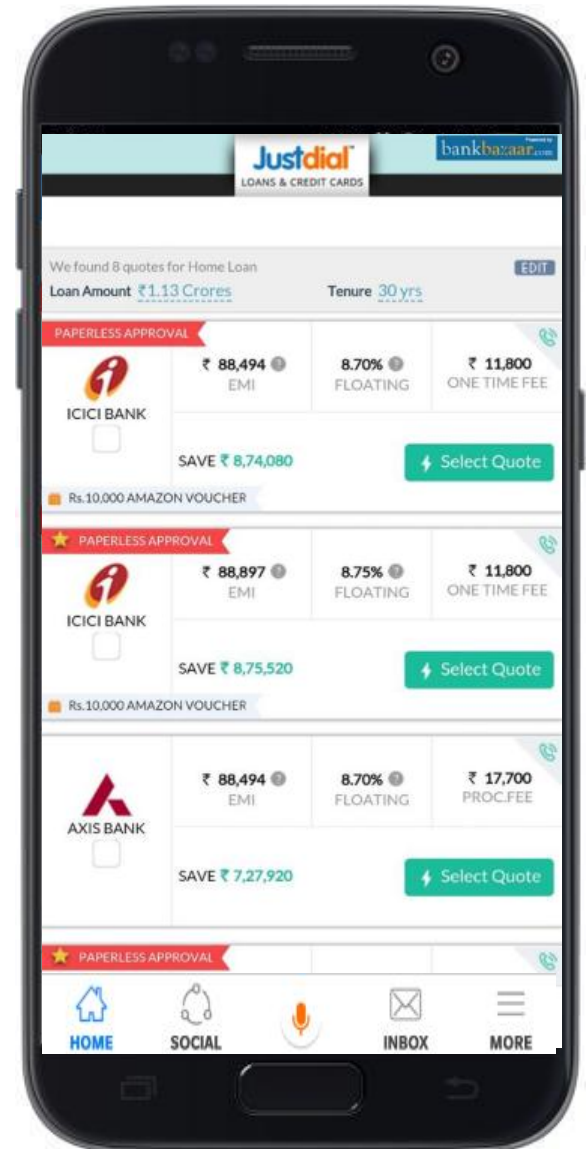 Justdial
LOANS & CREDIT CARDS
Powered by
bankbazaar.com
We found 8 quotes for Home Loan
EDIT
Loan Amount ₹1.13 Crores Tenure 30 yrs
PAPERLESS APPROVAL
ICICI BANK
₹ 88,494 ?
EMI
8.70% ?
FLOATING
₹ 11,800
ONE TIME FEE
SAVE ₹ 8,74,080
Select Quote
Rs.10,000 AMAZON VOUCHER
PAPERLESS APPROVAL
ICICI BANK
₹ 88,897 ?
EMI
8.75% ?
FLOATING
₹ 11,800
ONE TIME FEE
SAVE ₹ 8,75,520
Select Quote
Rs.10,000 AMAZON VOUCHER
AXIS BANK
₹ 88,494 ?
EMI
8.70% ?
FLOATING
₹ 17,700
PROC.FEE
SAVE ₹ 7,27,920
Select Quote
PAPERLESS APPROVAL
HOME SOCIAL INBOX MORE